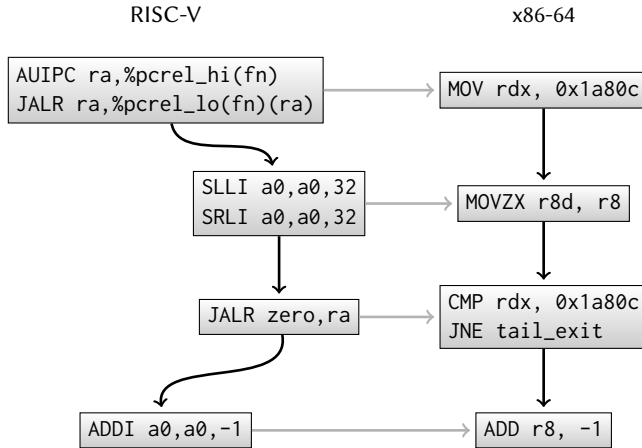 RISC-V
x86-64
AUIPC ra,%pcrel_hi(fn)
JALR ra,%pcrel_lo(fn)(ra)
MOV rdx, 0x1a80c
SLLI a0,a0,32
SRLI a0,a0,32
MOVZX r8d, r8
JALR zero,ra
CMP rdx, 0x1a80c
JNE tail_exit
ADDI a0,a0,-1
ADD r8, -1